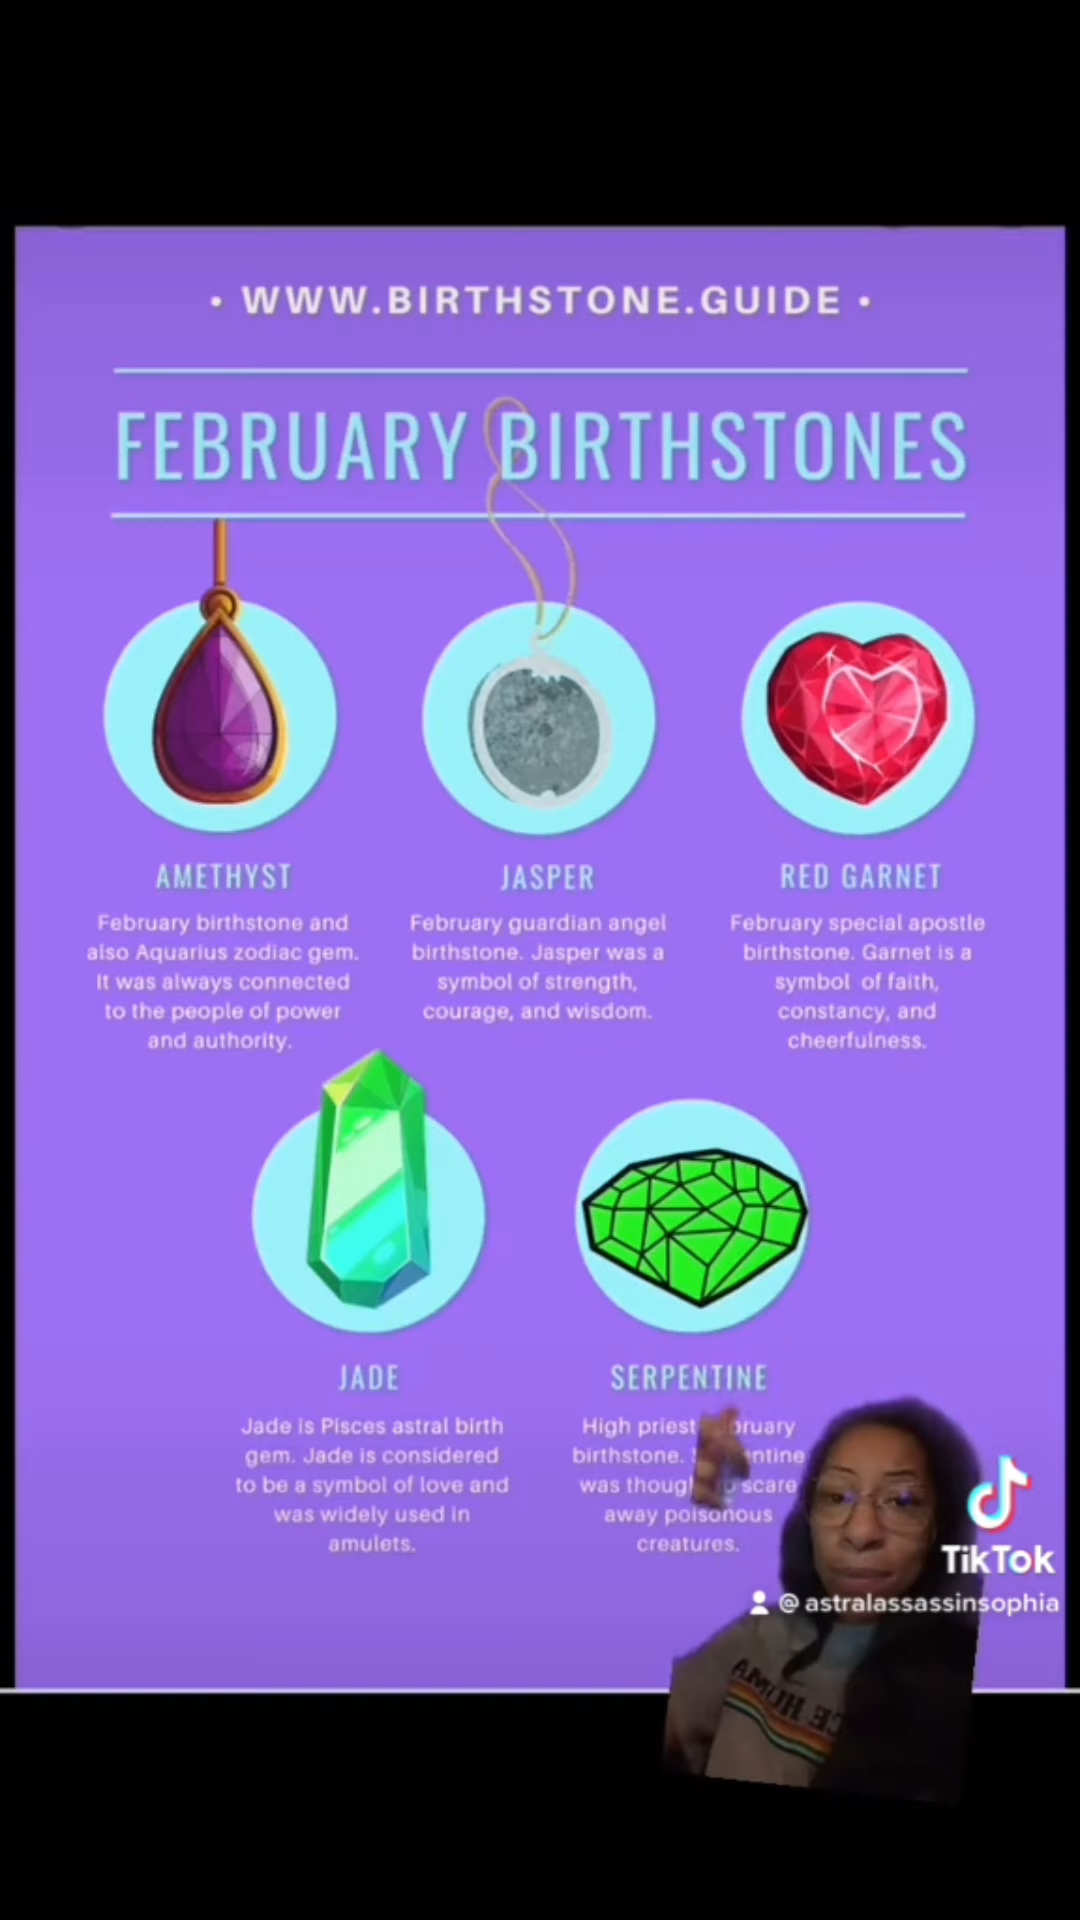 • WWW.BIRTHSTONE.GUIDE •
FEBRUARY BIRTHSTONES
AMETHYST
February birthstone and
also Aquarius zodiac gem.
It was always connected
to the people of power
and authority.
JASPER
February guardian angel
birthstone. Jasper was a
symbol of strength,
courage, and wisdom.
RED GARNET
February special apostle
birthstone. Garnet is a
symbol of faith,
constancy, and
cheerfulness.
JADE
Jade is Pisces astral birth
gem. Jade is considered
to be a symbol of love and
was widely used in
amulets.
SERPENTINE
High priest
birthstone.
was scare
away poisonous
creatures.
TikTok
@astralassassinsophia